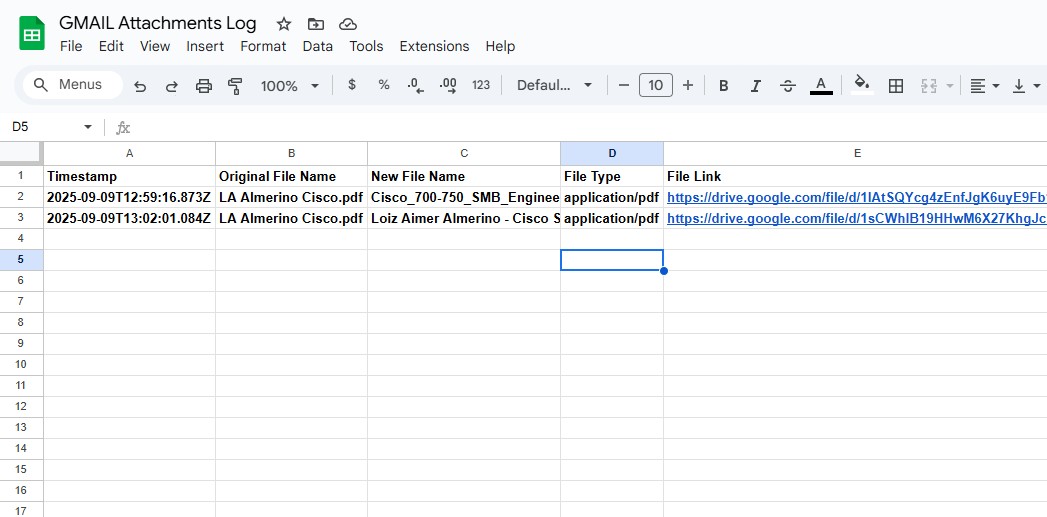 GMAIL Attachments Log
File Edit View Insert Format Data Tools Extensions Help
Menus 100% $ % .0 .00 123 Defaul... 10 B I A
D5 fx
A B C D E
1 Timestamp Original File Name New File Name File Type File Link
2 2025-09-09T12:59:16.873Z LA Almerino Cisco.pdf Cisco_700-750_SMB_Enginee application/pdf https://drive.google.com/file/d/1IAtSQYcg4zEnfJgK6uyE9Fb
3 2025-09-09T13:02:01.084Z LA Almerino Cisco.pdf Loiz Aimer Almerino - Cisco S application/pdf https://drive.google.com/file/d/1sCWhIB19HHwM6X27KhgJc
4
5
6
7
8
9
10
11
12
13
14
15
16
17